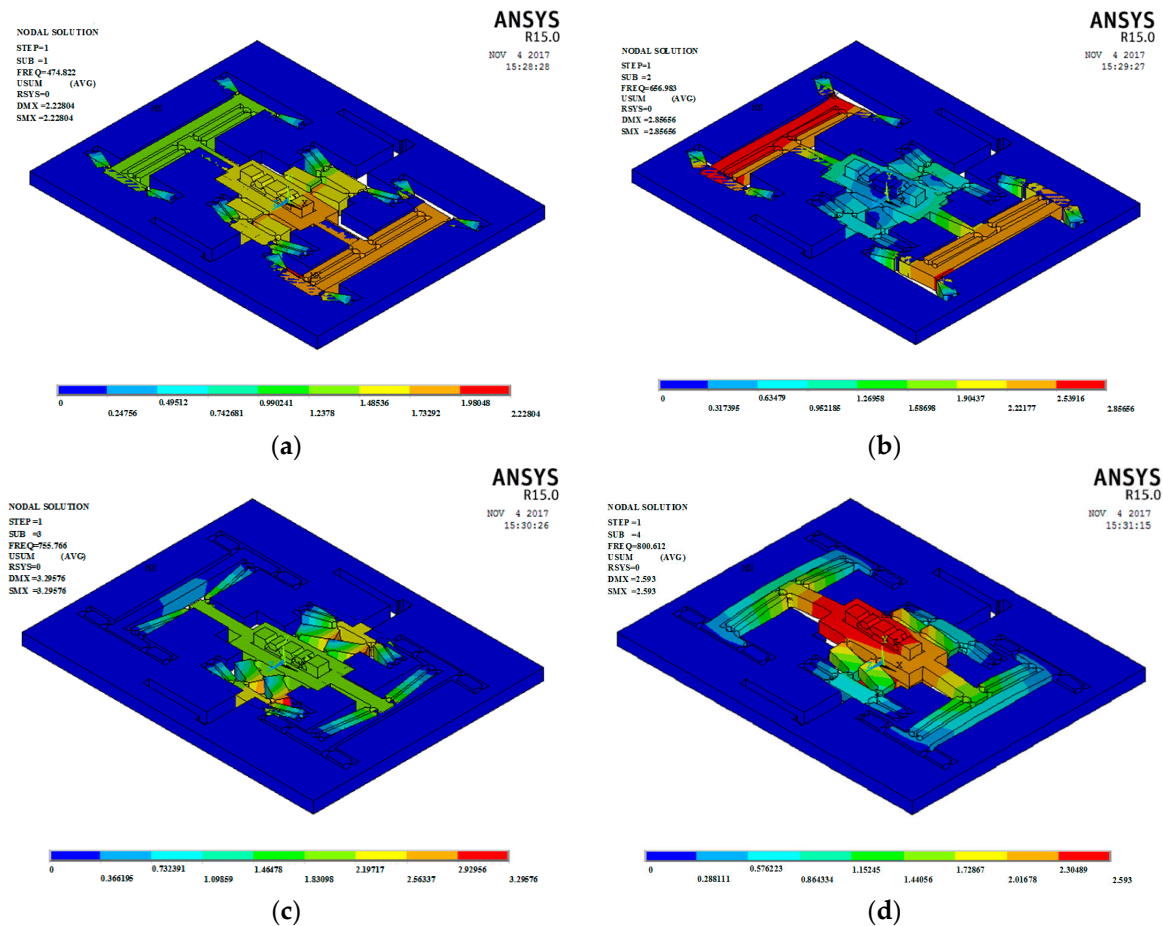 ANSYS
R15.0
NOV 4 2017
15:28:28
NODAL SOLUTION
STEP=1
SUB =1
FREQ=474.822
USUM (AVG)
RSYS=0
DMX =2.22804
SMX =2.22804
X
0
0.24756
0.49512
0.742681
0.990241
1.2378
1.48536
1.73292
1.98048
2.22804
(a)
ANSYS
R15.0
NOV 4 2017
15:29:27
NODAL SOLUTION
STEP=1
SUB =2
FREQ=656.983
USUM (AVG)
RSYS=0
DMX =2.85656
SMX =2.85656
0
0.317395
0.63479
0.952185
1.26958
1.58698
1.90437
2.22177
2.53916
2.85656
(b)
ANSYS
R15.0
NOV 4 2017
15:30:26
NODAL SOLUTION
STEP=1
SUB =3
FREQ=755.766
USUM (AVG)
RSYS=0
DMX =3.29576
SMX =3.29576
0
0.366195
0.732391
1.09859
1.46478
1.83098
2.19717
2.56337
2.92956
3.29576
(c)
ANSYS
R15.0
NOV 4 2017
15:31:15
NODAL SOLUTION
STEP=1
SUB =4
FREQ=800.612
USUM (AVG)
RSYS=0
DMX =2.593
SMX =2.593
Y
X
0
0.288111
0.576223
0.864334
1.15245
1.44056
1.72867
2.01678
2.30489
2.593
(d)